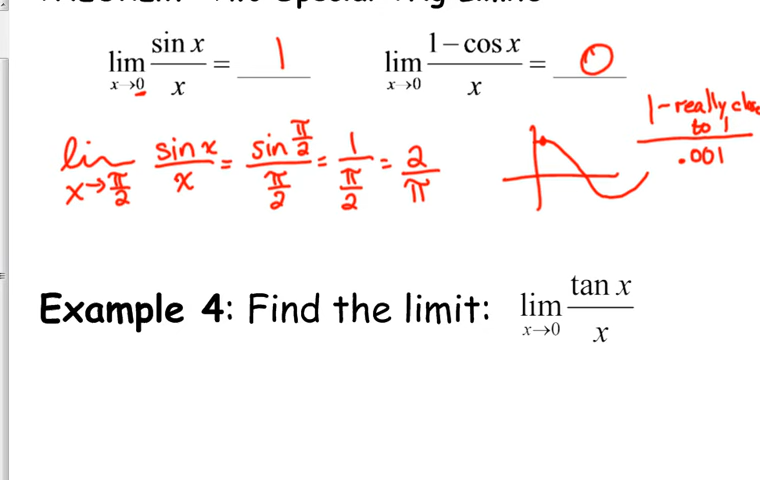 lim x→0 sin x / x = 1    lim x→0 1 − cos x / x = 0
1 - really close to 1 / .001
lim x→π/2 sin x / x = sin π/2 / π/2 = 1 / π/2 = 2/π
Example 4: Find the limit: lim x→0 tan x / x